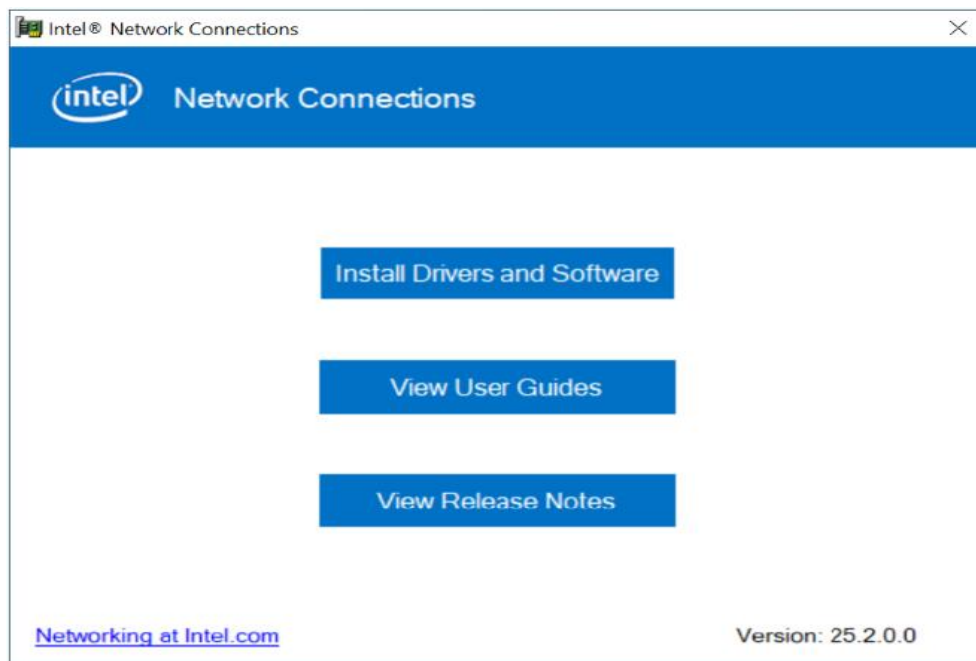 Intel® Network Connections
intel Network Connections
Install Drivers and Software
View User Guides
View Release Notes
Networking at Intel.com Version: 25.2.0.0